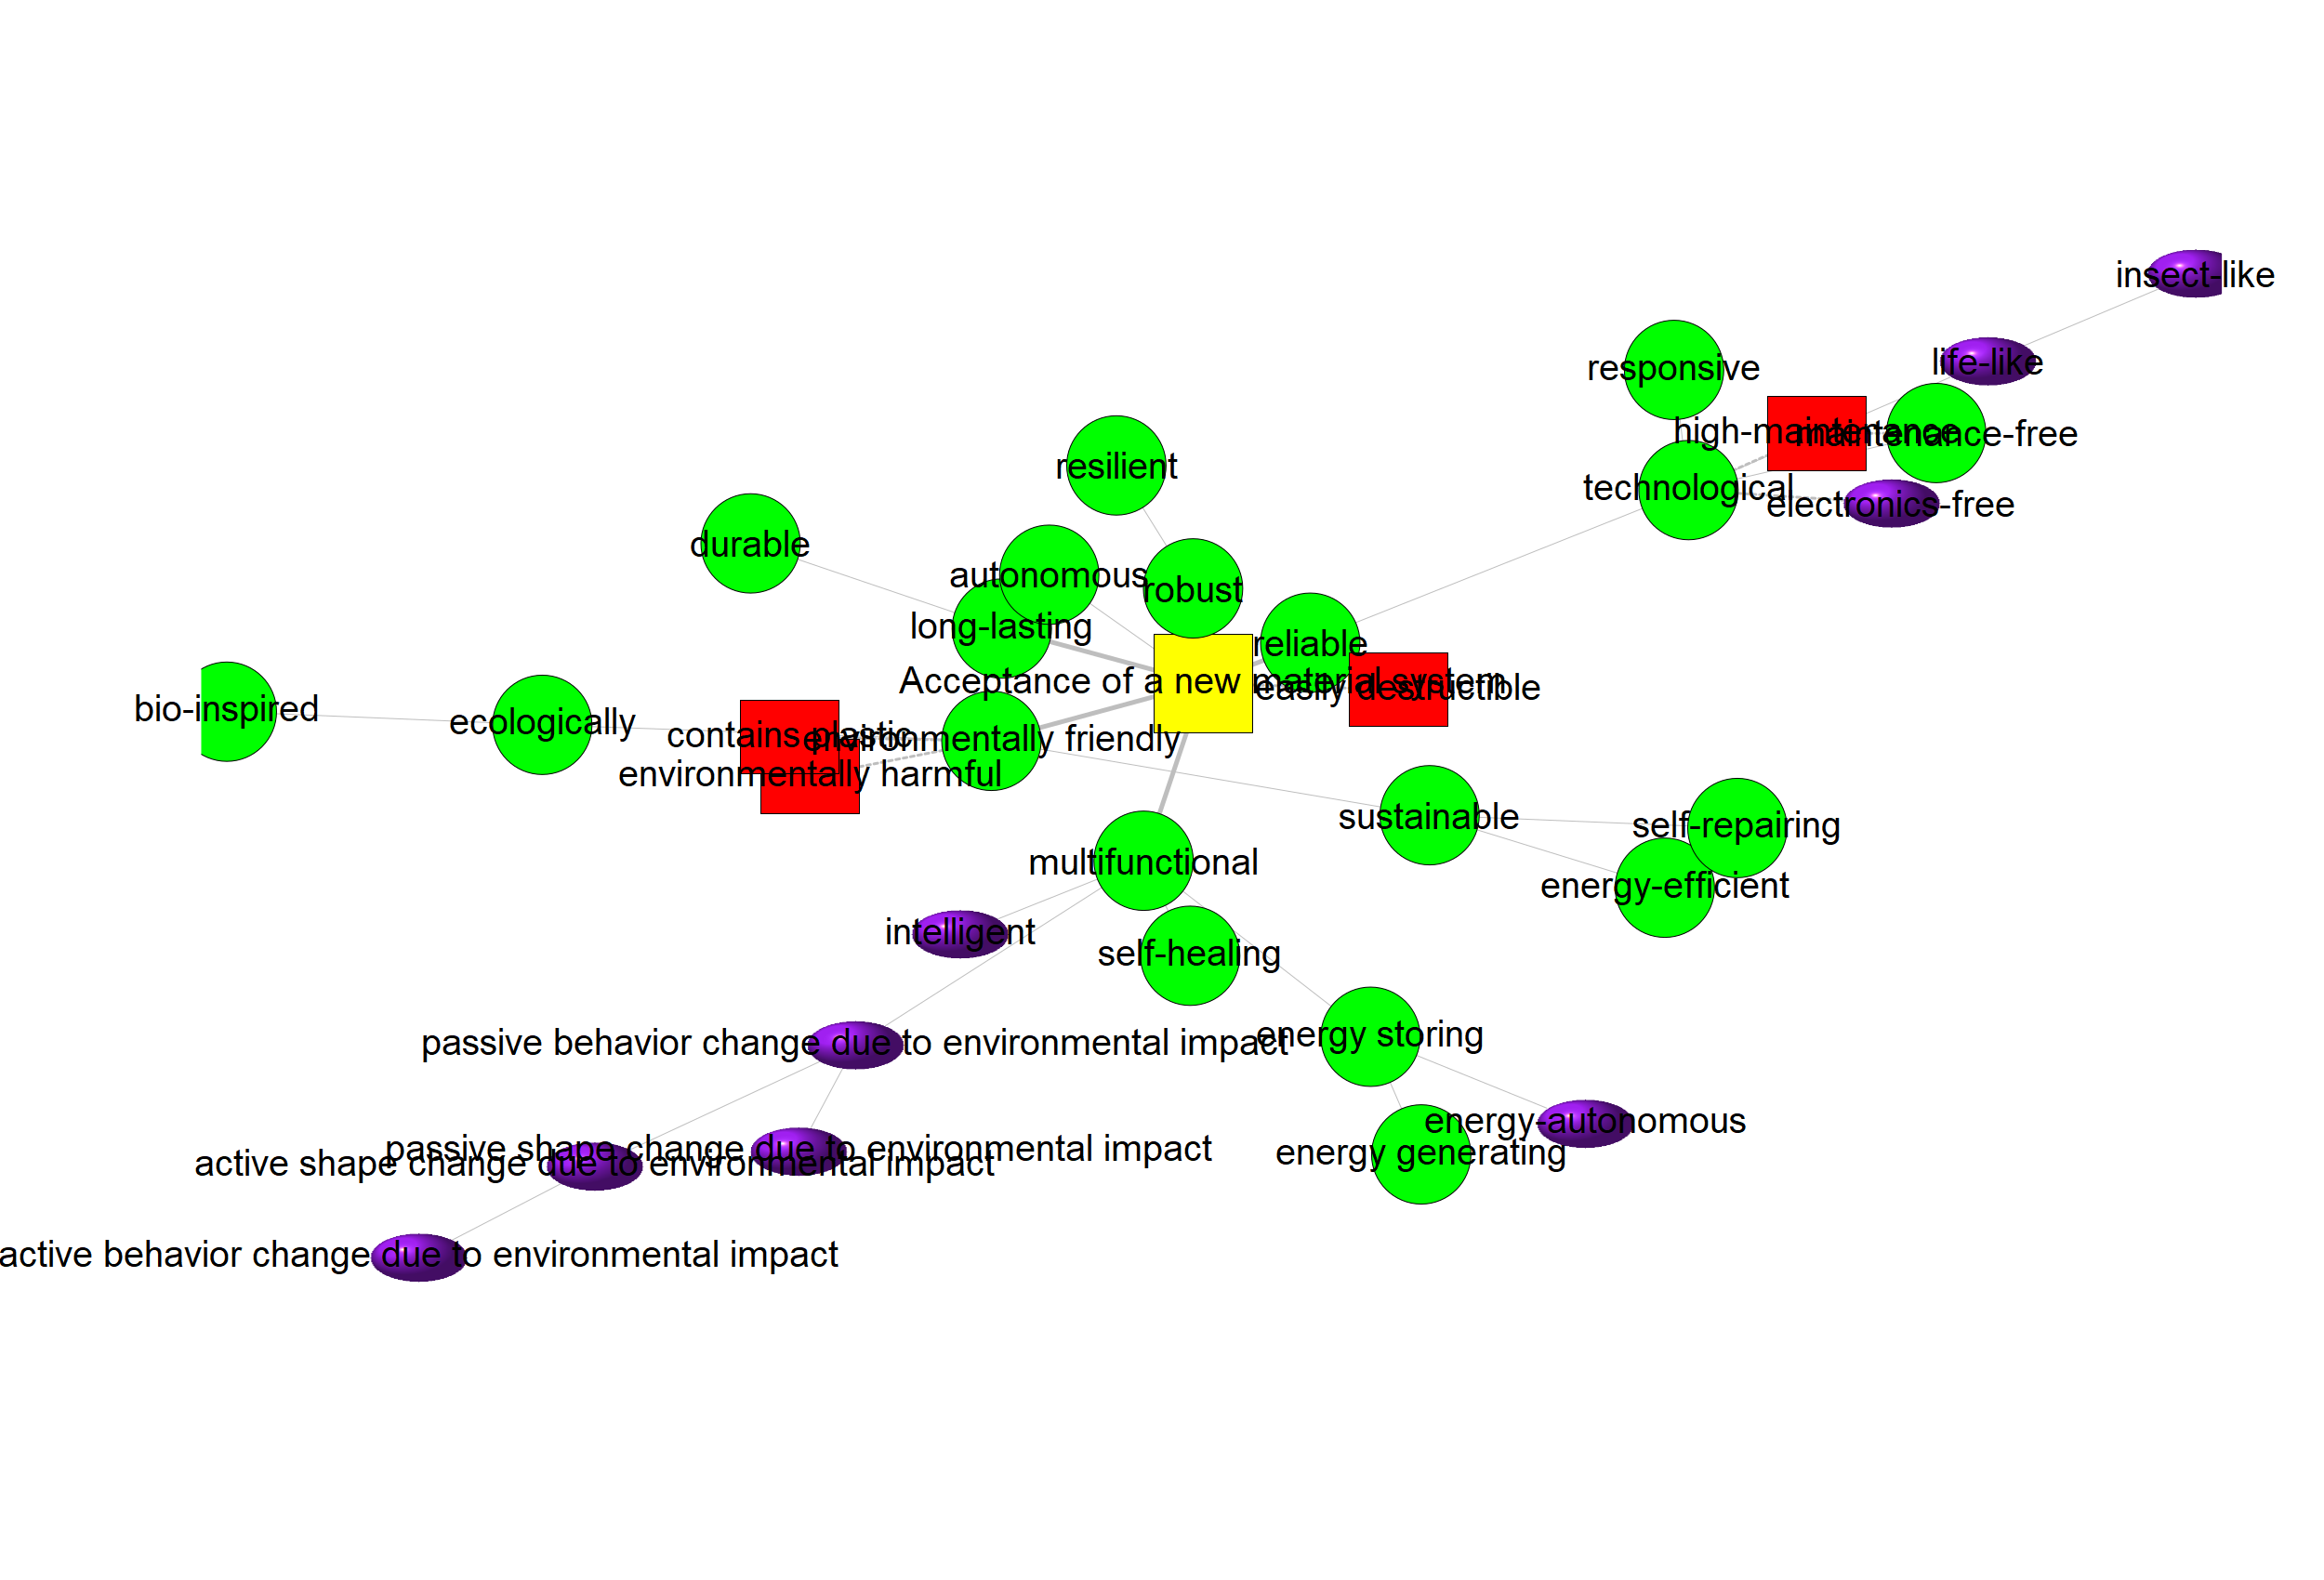 insect-like
life-like
responsive
high-maintenance
maintenance-free
resilient
technological
electronics-free
durable
autonomous
robust
long-lasting
reliable
Acceptance of a new material system
easily destructible
bio-inspired
ecologically
contains plastic
environmentally friendly
environmentally harmful
sustainable
self-repairing
multifunctional
energy-efficient
intelligent
self-healing
energy storing
passive behavior change due to environmental impact
energy-autonomous
passive shape change due to environmental impact
energy generating
active shape change due to environmental impact
active behavior change due to environmental impact